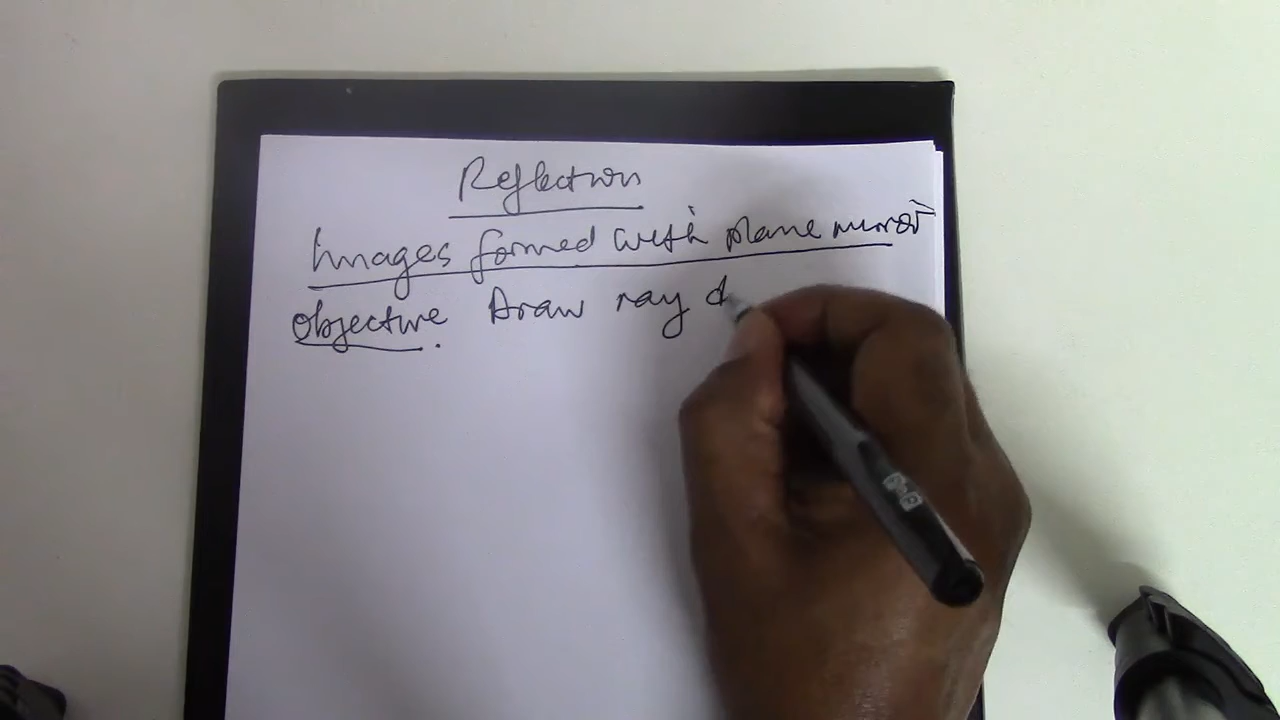 Reflection
Images formed with plane mirror
Objective. Draw ray d